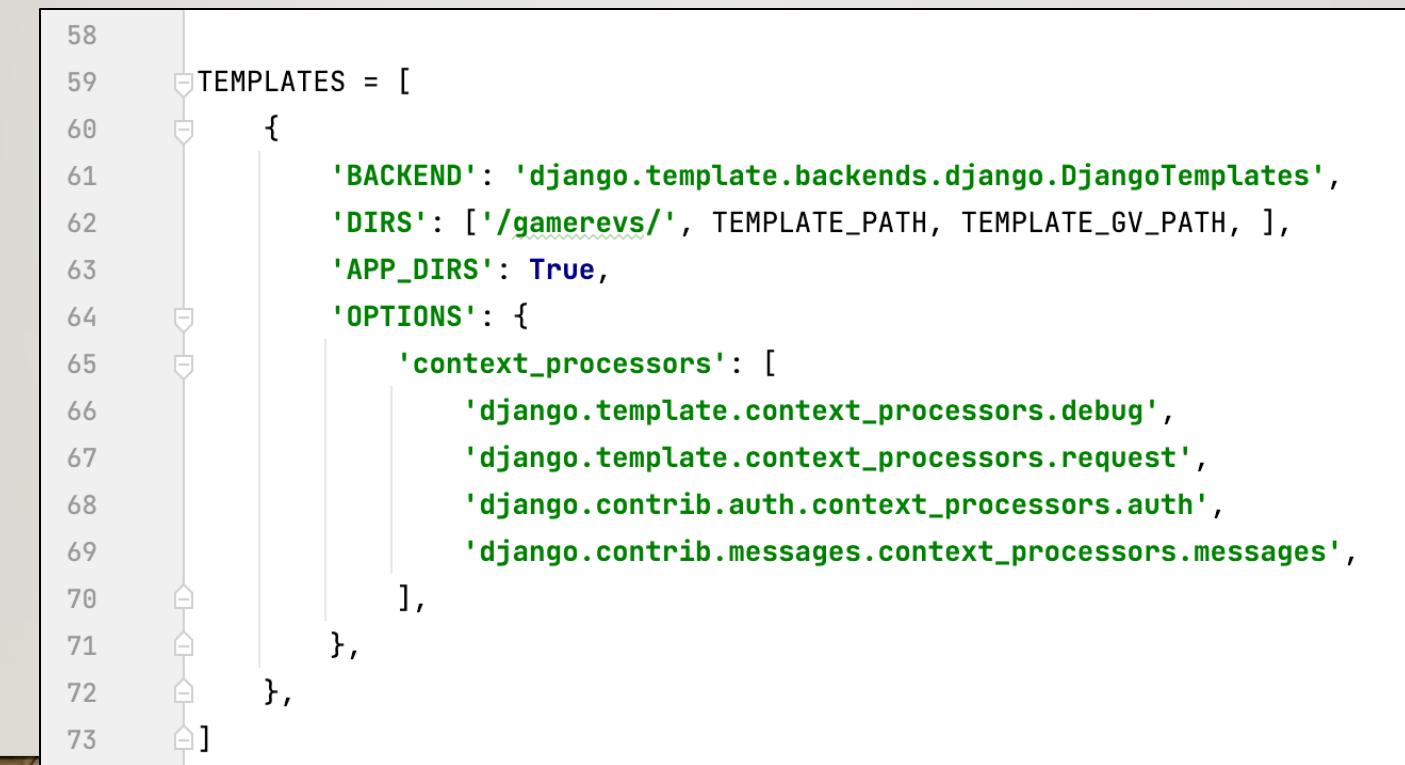 58
59 TEMPLATES = [
60     {
61         'BACKEND': 'django.template.backends.django.DjangoTemplates',
62         'DIRS': ['/gamerevs/', TEMPLATE_PATH, TEMPLATE_GV_PATH, ],
63         'APP_DIRS': True,
64         'OPTIONS': {
65             'context_processors': [
66                 'django.template.context_processors.debug',
67                 'django.template.context_processors.request',
68                 'django.contrib.auth.context_processors.auth',
69                 'django.contrib.messages.context_processors.messages',
70             ],
71         },
72     },
73 ]